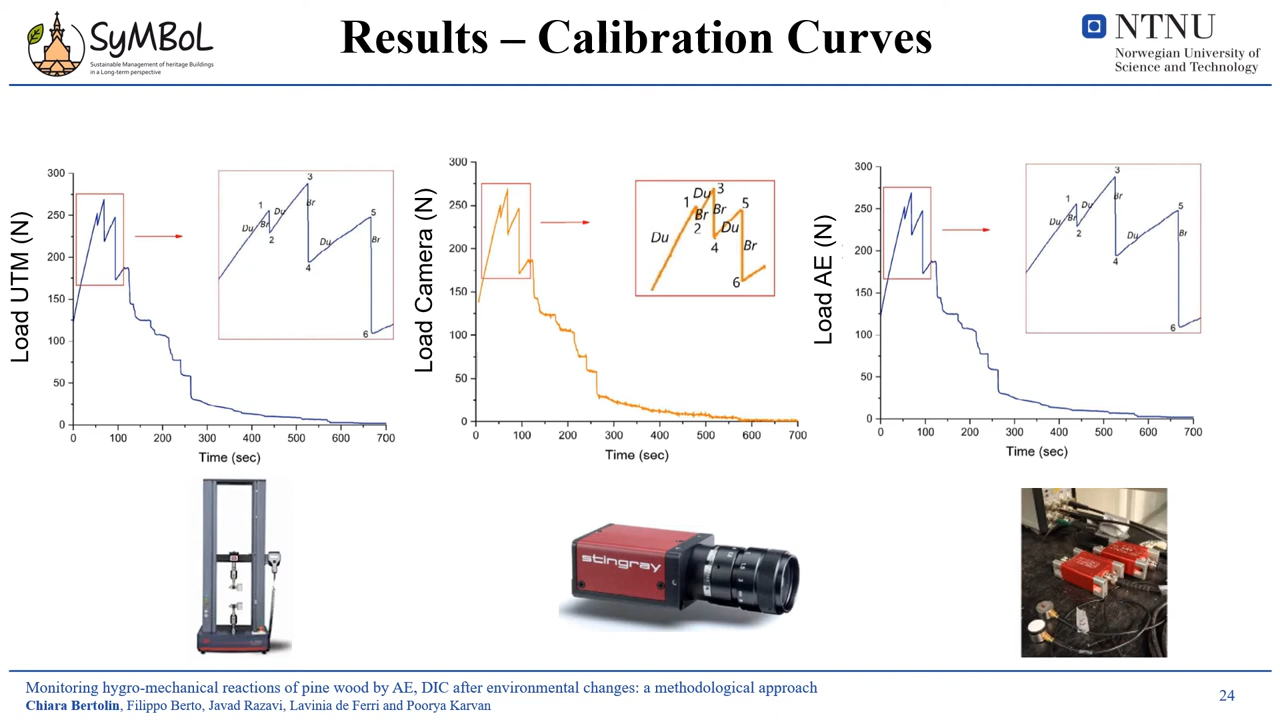 SyMBoL
Sustainable Management of heritage Buildings
in a Long-term perspective
Results – Calibration Curves
NTNU
Norwegian University of
Science and Technology
Load UTM (N)
300
250
200
150
100
50
0
0 100 200 300 400 500 600 700
Time (sec)
Du
1
Br
2
Du
3
Br
4
Du
5
Br
6
Load Camera (N)
300
250
200
150
100
50
0
0 100 200 300 400 500 600 700
Time (sec)
Du
1
Br
2
Du
3
Br
4
Du
5
Br
6
Load AE (N)
300
250
200
150
100
50
0
0 100 200 300 400 500 600 700
Time (sec)
Du
1
Br
2
Du
3
Br
4
Du
5
Br
6
stingray
Monitoring hygro-mechanical reactions of pine wood by AE, DIC after environmental changes: a methodological approach
Chiara Bertolin, Filippo Berto, Javad Razavi, Lavinia de Ferri and Poorya Karvan
24